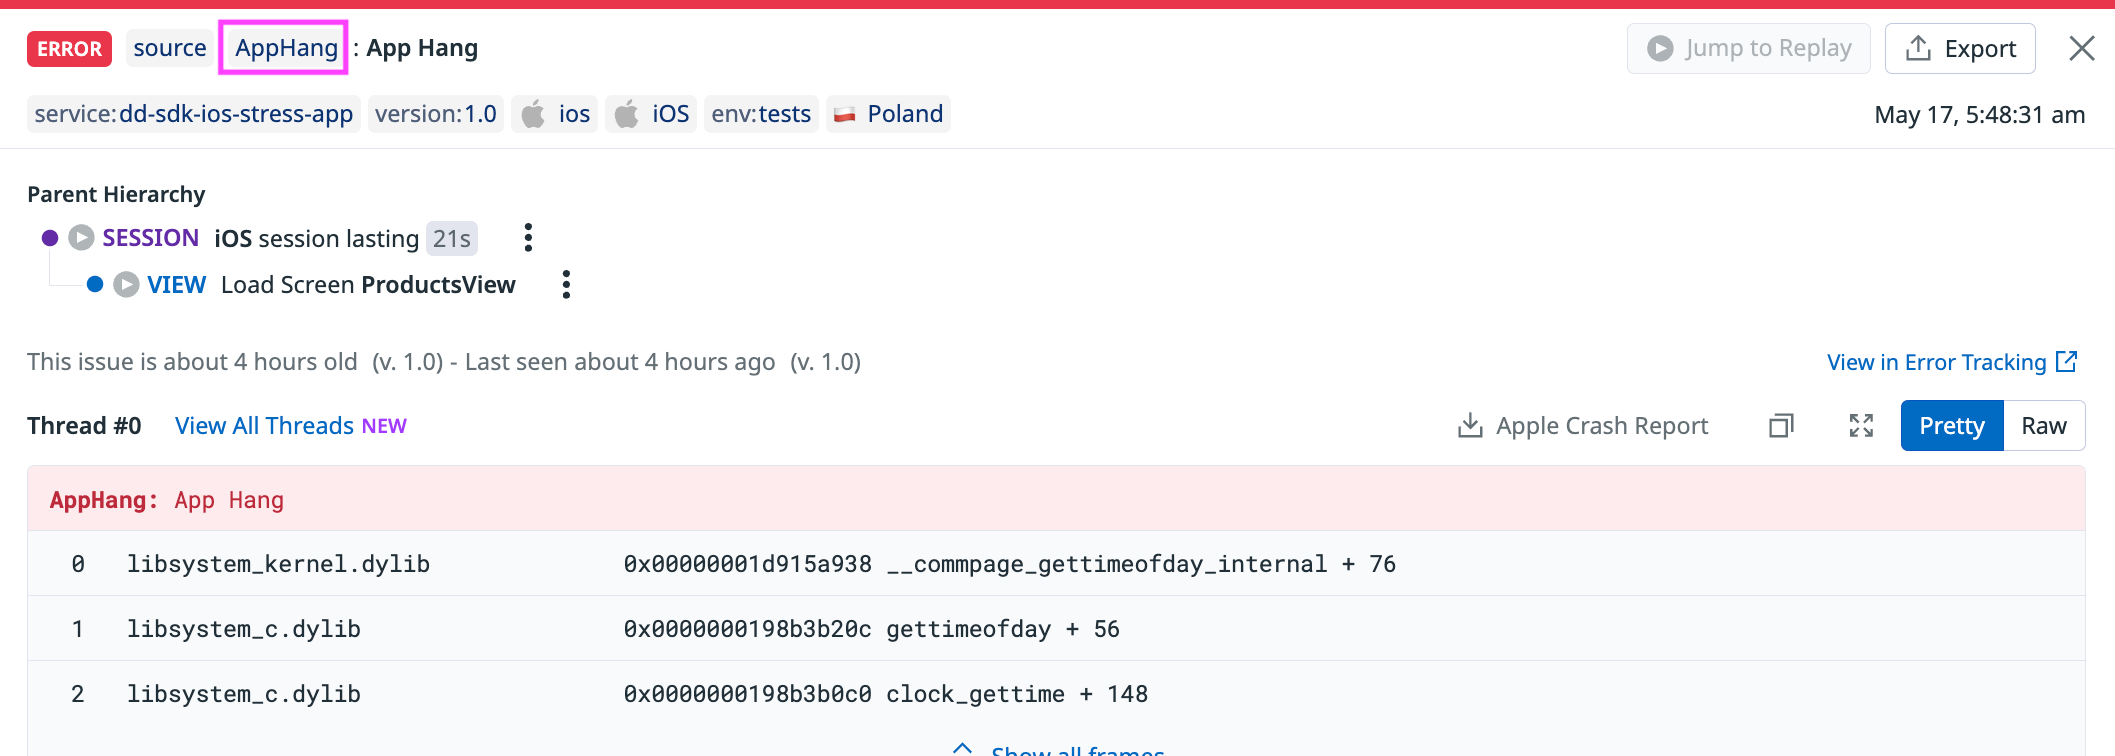 ERROR source AppHang : App Hang Jump to Replay Export
service:dd-sdk-ios-stress-app version:1.0 ios iOS env:tests Poland May 17, 5:48:31 am
Parent Hierarchy
SESSION iOS session lasting 21s
VIEW Load Screen ProductsView
This issue is about 4 hours old (v. 1.0) - Last seen about 4 hours ago (v. 1.0) View in Error Tracking
Thread #0 View All Threads NEW Apple Crash Report Pretty Raw
AppHang: App Hang
0 libsystem_kernel.dylib 0x00000001d915a938 __commpage_gettimeofday_internal + 76
1 libsystem_c.dylib 0x0000000198b3b20c gettimeofday + 56
2 libsystem_c.dylib 0x0000000198b3b0c0 clock_gettime + 148
Show all frames